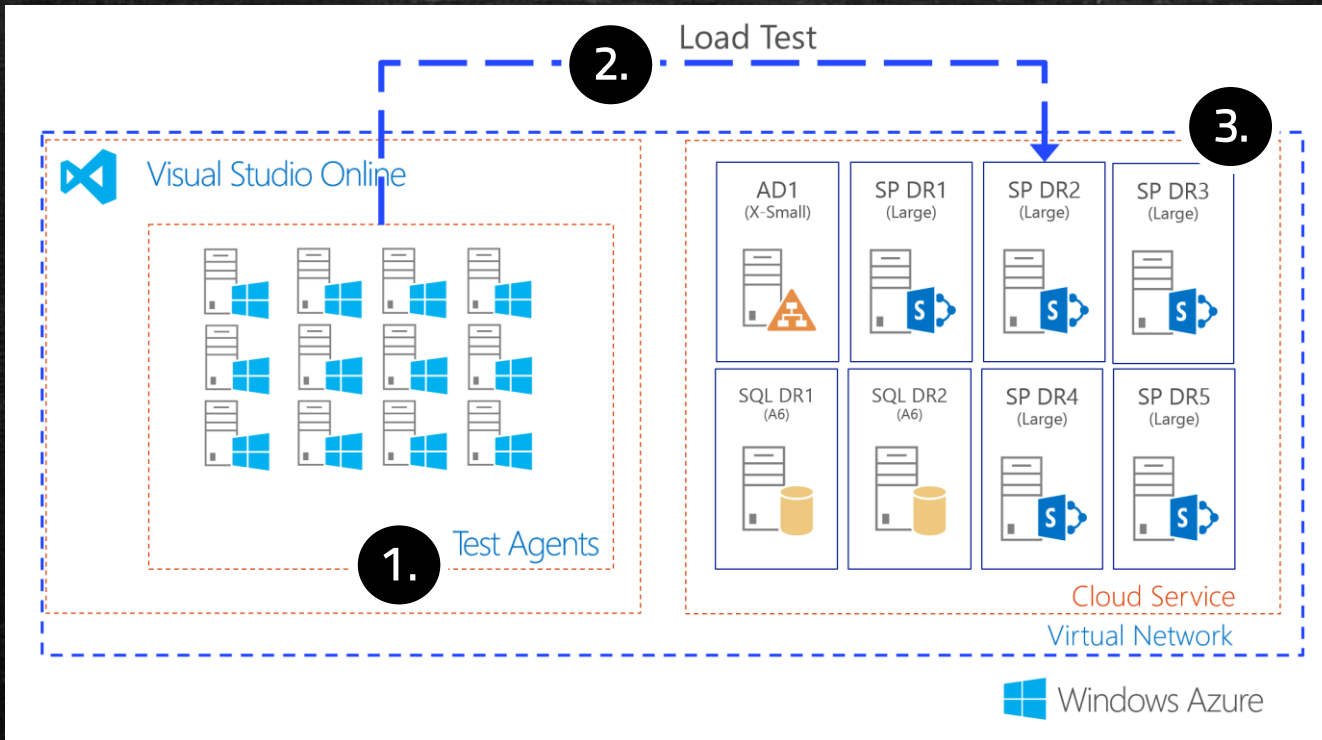 Load Test
2.
3.
Visual Studio Online
AD1
(X-Small)
SP DR1
(Large)
SP DR2
(Large)
SP DR3
(Large)
S
S
S
SQL DR1
(A6)
SQL DR2
(A6)
SP DR4
(Large)
SP DR5
(Large)
S
S
1.
Test Agents
Cloud Service
Virtual Network
Windows Azure